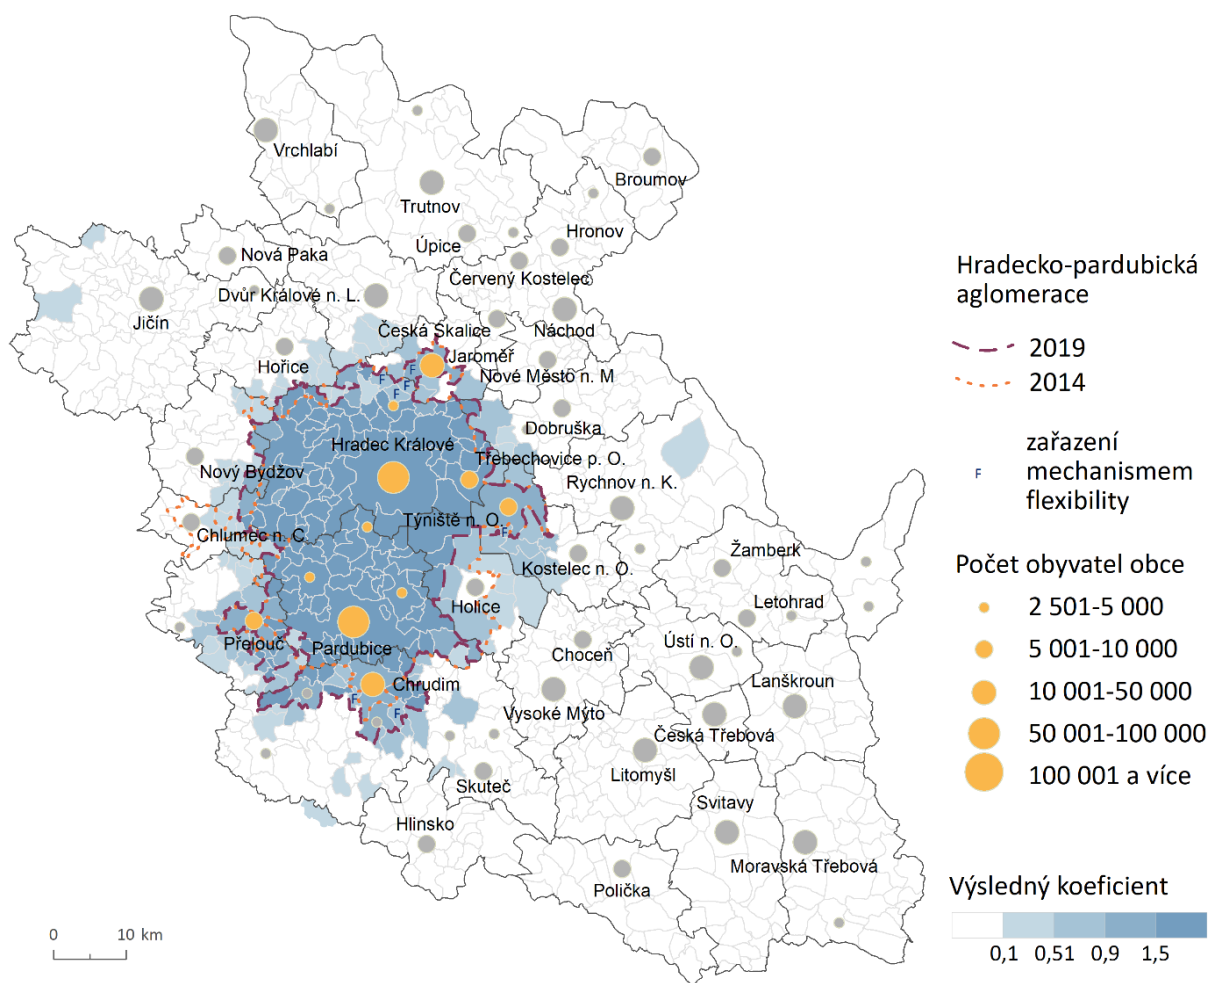 Vrchlabí
Broumov
Trutnov
Hronov
Úpice
Nová Paka
Červený Kostelec
Dvůr Králové n. L.
Jičín
Česká Skalice
Náchod
Hořice
Jaroměř
Nové Město n. M
Dobruška
Hradec Králové
Třebechovice p. O.
Nový Bydžov
Rychnov n. K.
Týniště n. O.
Chlumec n. C.
Žamberk
Kostelec n. O.
Holice
Letohrad
Přelouč
Pardubice
Choceň
Ústí n. O.
Chrudim
Lanškroun
Vysoké Mýto
Česká Třebová
Skuteč
Litomyšl
Svitavy
Hlinsko
Moravská Třebová
Polička
F
F
F
F
F
F
F
0 10 km
Hradecko-pardubická
aglomerace
2019
2014
F
zařazení
mechanismem
flexibility
Počet obyvatel obce
2 501-5 000
5 001-10 000
10 001-50 000
50 001-100 000
100 001 a více
Výsledný koeficient
0,1 0,51 0,9 1,5